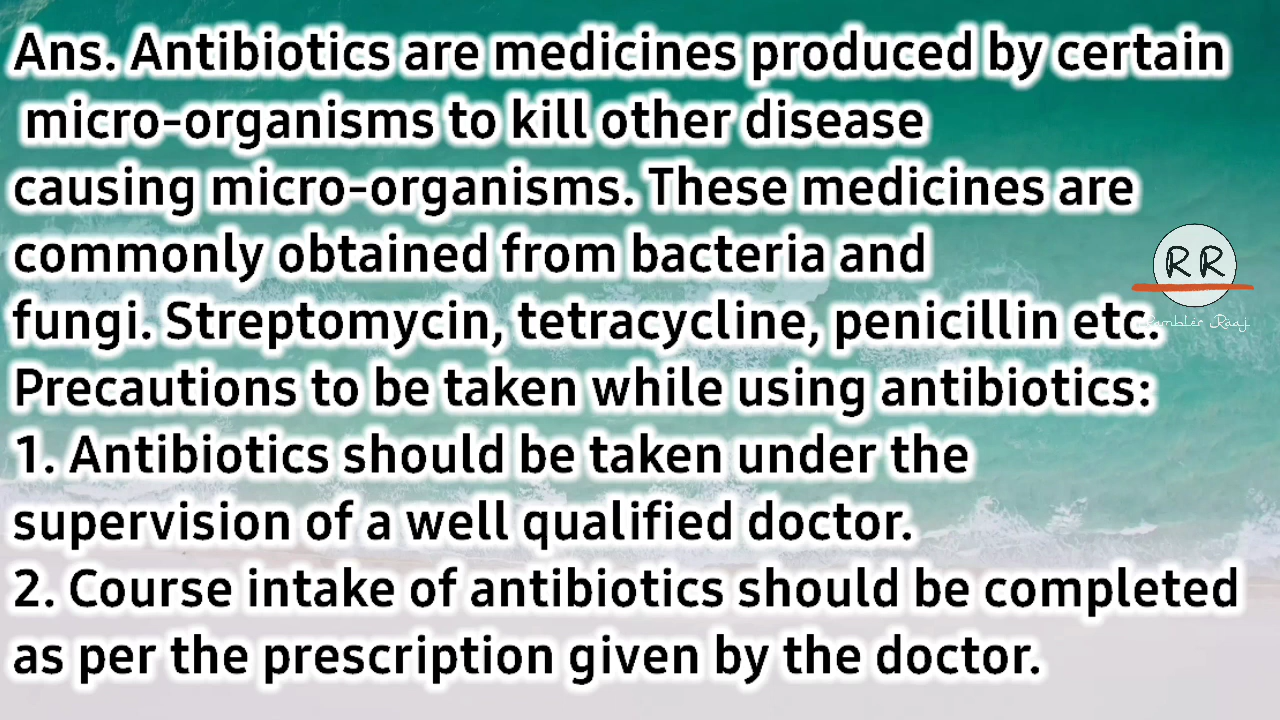 Ans. Antibiotics are medicines produced by certain
micro-organisms to kill other disease
causing micro-organisms. These medicines are
commonly obtained from bacteria and
fungi. Streptomycin, tetracycline, penicillin etc.
Precautions to be taken while using antibiotics:
1. Antibiotics should be taken under the
supervision of a well qualified doctor.
2. Course intake of antibiotics should be completed
as per the prescription given by the doctor.
RR
Rambler Raaj